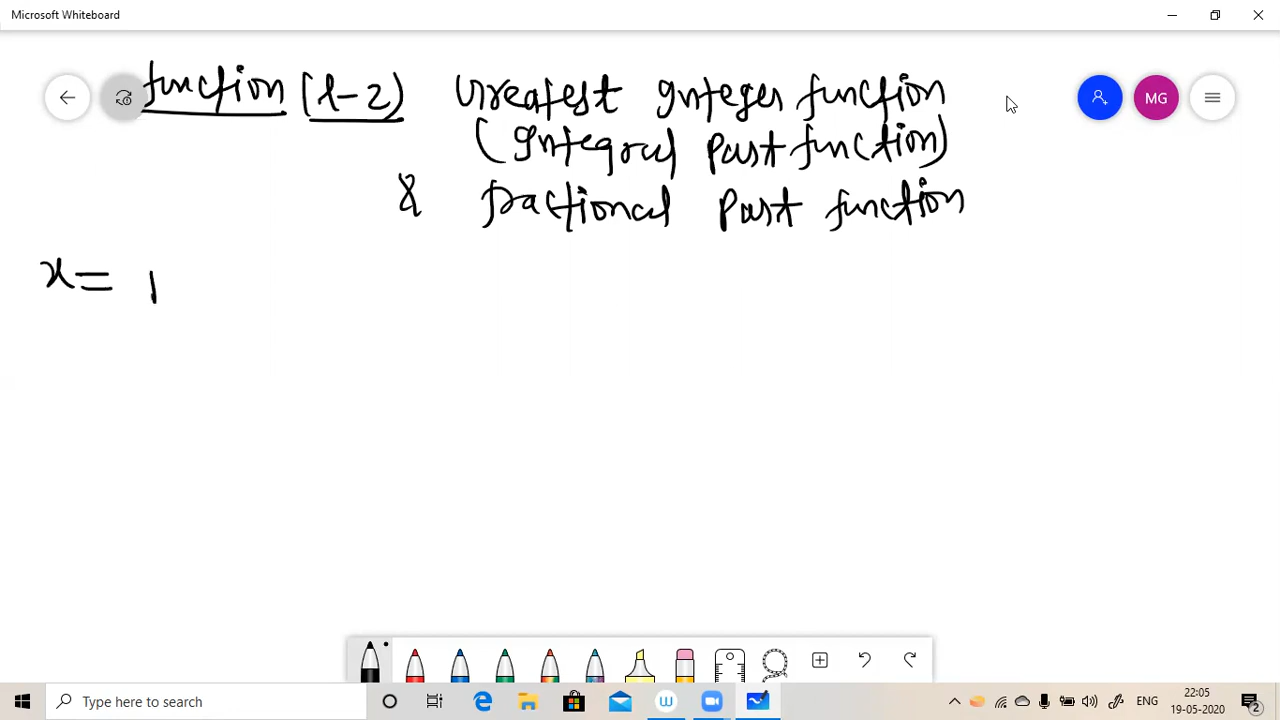 Microsoft Whiteboard
function (L-2) Greatest Integer function
(Integral Part function)
& fractional Part function
MG
x = 1
Type here to search
ENG
22:05
19-05-2020
2